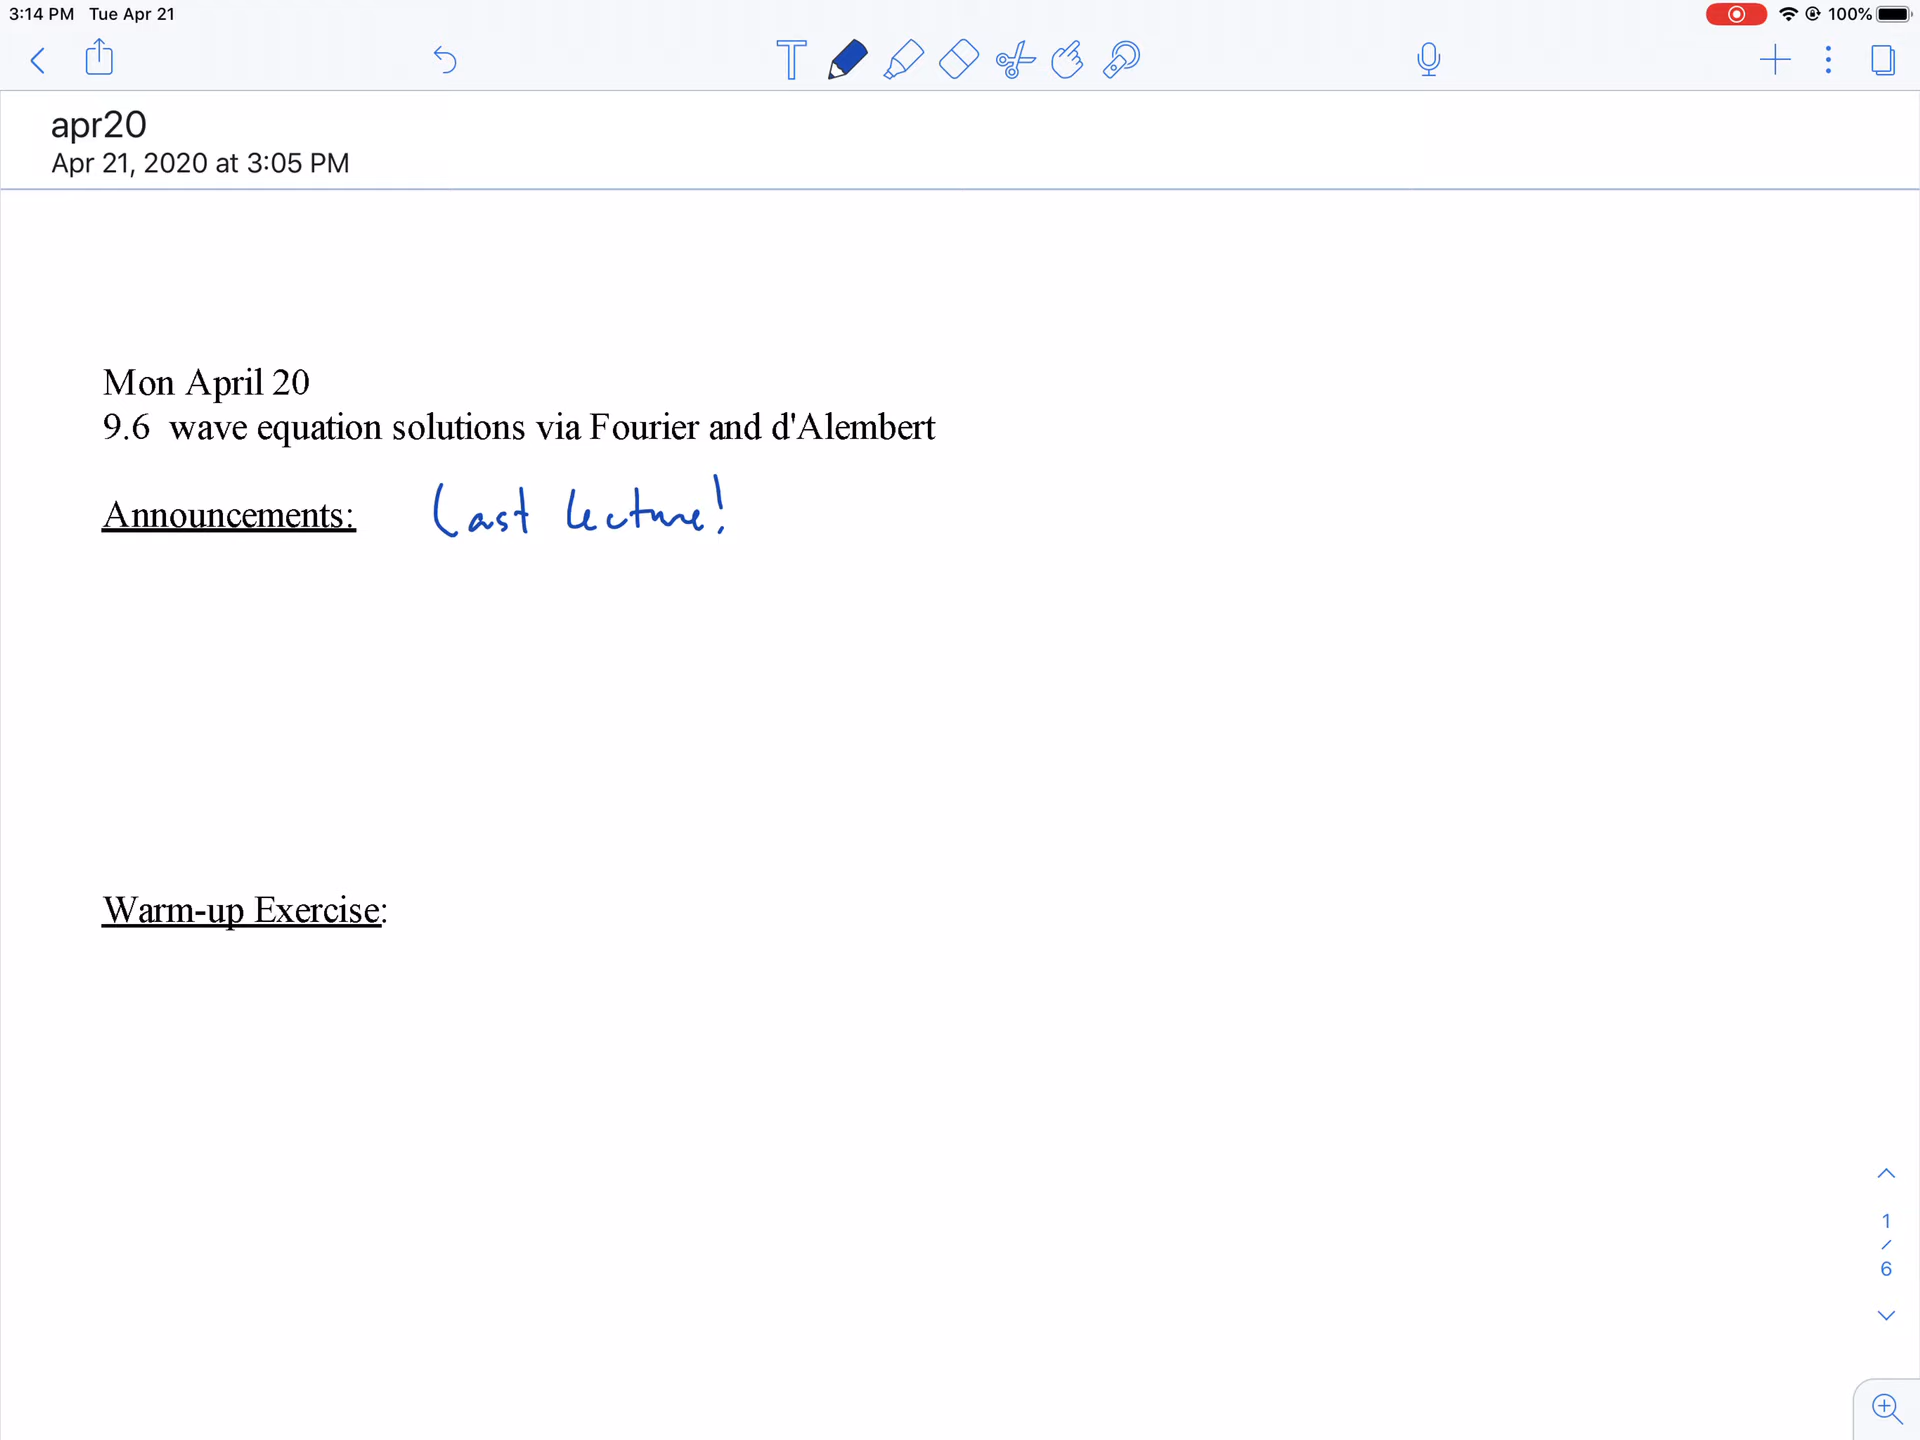 3:14 PM Tue Apr 21 100%
apr20
Apr 21, 2020 at 3:05 PM
Mon April 20
9.6 wave equation solutions via Fourier and d'Alembert
Announcements: Last lecture!
Warm-up Exercise:
1
/
6